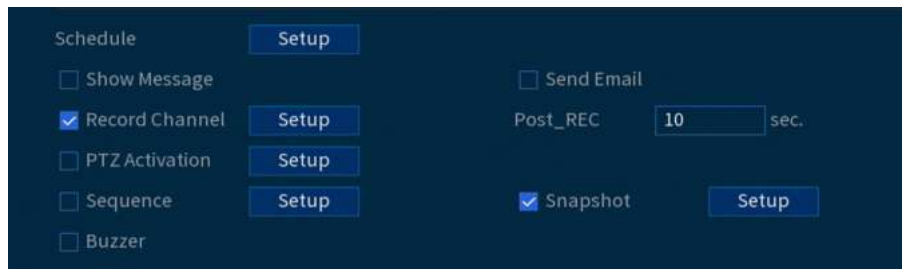 Schedule Setup
Show Message Send Email
Record Channel Setup Post_REC 10 sec.
PTZ Activation Setup
Sequence Setup Snapshot Setup
Buzzer